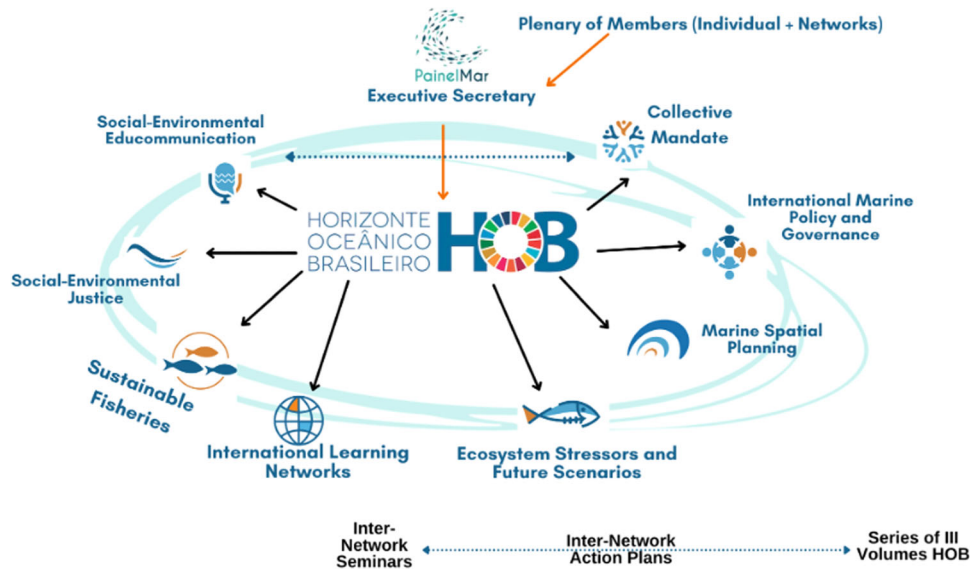 Plenary of Members (Individual + Networks)
PainelMar
Executive Secretary
Social-Environmental
Educommunication
Collective
Mandate
International Marine
Policy and
Governance
HORIZONTE
OCEÂNICO
BRASILEIRO
HOB
Social-Environmental
Justice
Marine Spatial
Planning
Sustainable
Fisheries
International Learning
Networks
Ecosystem Stressors and
Future Scenarios
Inter-
Network
Seminars
Inter-Network
Action Plans
Series of III
Volumes HOB